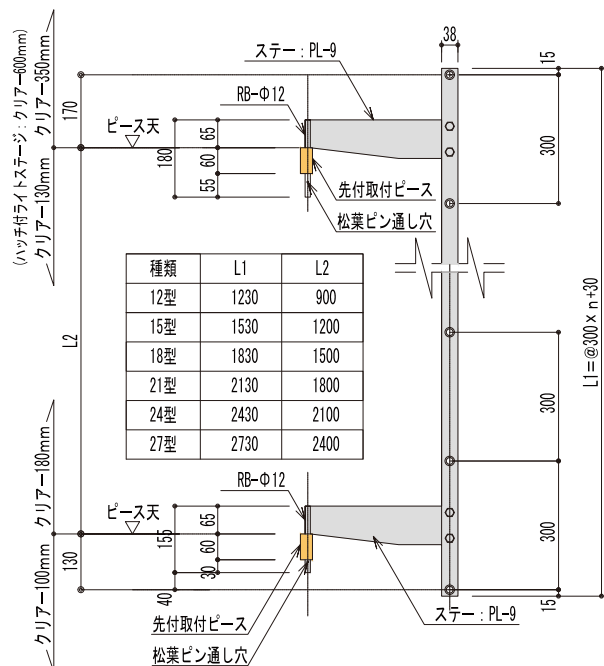 38
ステー：PL-9
15
RB-Φ12
クリアー350mm
(ハッチ付ライトステージ：クリアー600mm)
170
ピース天
65
180
60
55
300
クリアー130mm
先付取付ピース
松葉ピン通し穴
種類 L1 L2
12型 1230 900
15型 1530 1200
18型 1830 1500
21型 2130 1800
24型 2430 2100
27型 2730 2400
L2
L1=@300×n+30
300
クリアー180mm
RB-Φ12
ピース天
65
155
60
30
300
130
40
クリアー100mm
先付取付ピース
松葉ピン通し穴
ステー：PL-9
15